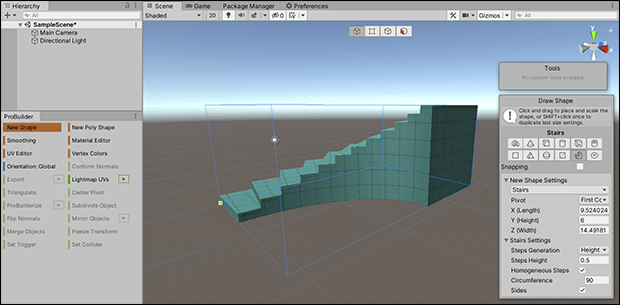 Hierarchy
Scene
Game
Package Manager
Preferences
Project
All
Shaded
2D
0
Gizmos
All
SampleScene*
Main Camera
Directional Light
y
x
Tools
No custom tools available
ProBuilder
New Shape
New Poly Shape
Smoothing
Material Editor
UV Editor
Vertex Colors
Orientation: Global
Conform Normals
Export
Lightmap UVs
Triangulate
Center Pivot
ProBuilderize
Subdivide Object
Flip Normals
Mirror Objects
Merge Objects
Freeze Transform
Set Trigger
Set Collider
Draw Shape
Click and drag to place and scale the
shape, or SHIFT+click once to
duplicate last size settings.
Stairs
Snapping
New Shape Settings
Stairs
Pivot
First Cc
X (Length)
9.524024
Y (Height)
6
Z (Width)
14.49181
Stairs Settings
Steps Generation
Height
Steps Height
0.5
Homogeneous Steps
Circumference
90
Sides